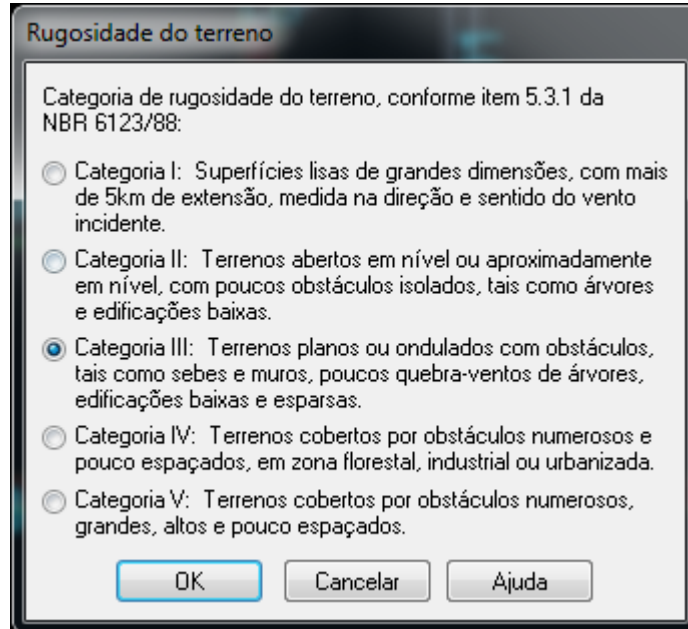 Rugosidade do terreno
Categoria de rugosidade do terreno, conforme item 5.3.1 da
NBR 6123/88:
Categoria I: Superfícies lisas de grandes dimensões, com mais
de 5km de extensão, medida na direção e sentido do vento
incidente.
Categoria II: Terrenos abertos em nível ou aproximadamente
em nível, com poucos obstáculos isolados, tais como árvores
e edificações baixas.
Categoria III: Terrenos planos ou ondulados com obstáculos,
tais como sebes e muros, poucos quebra-ventos de árvores,
edificações baixas e esparsas.
Categoria IV: Terrenos cobertos por obstáculos numerosos e
pouco espaçados, em zona florestal, industrial ou urbanizada.
Categoria V: Terrenos cobertos por obstáculos numerosos,
grandes, altos e pouco espaçados.
OK Cancelar Ajuda